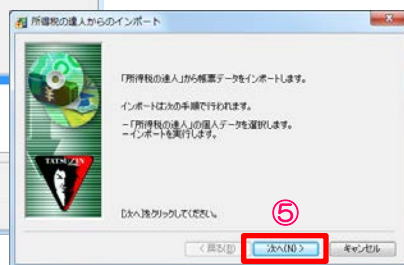 所得税の達人からのインポート
「所得税の達人」から帳票データをインポートします。
インポートは次の手順で行われます。
－「所得税の達人」の個人データを選択します。
－インポートを実行します。
TATSUZIN
[次へ]をクリックしてください。
⑤
< 戻る(B)
次へ(N) >
キャンセル